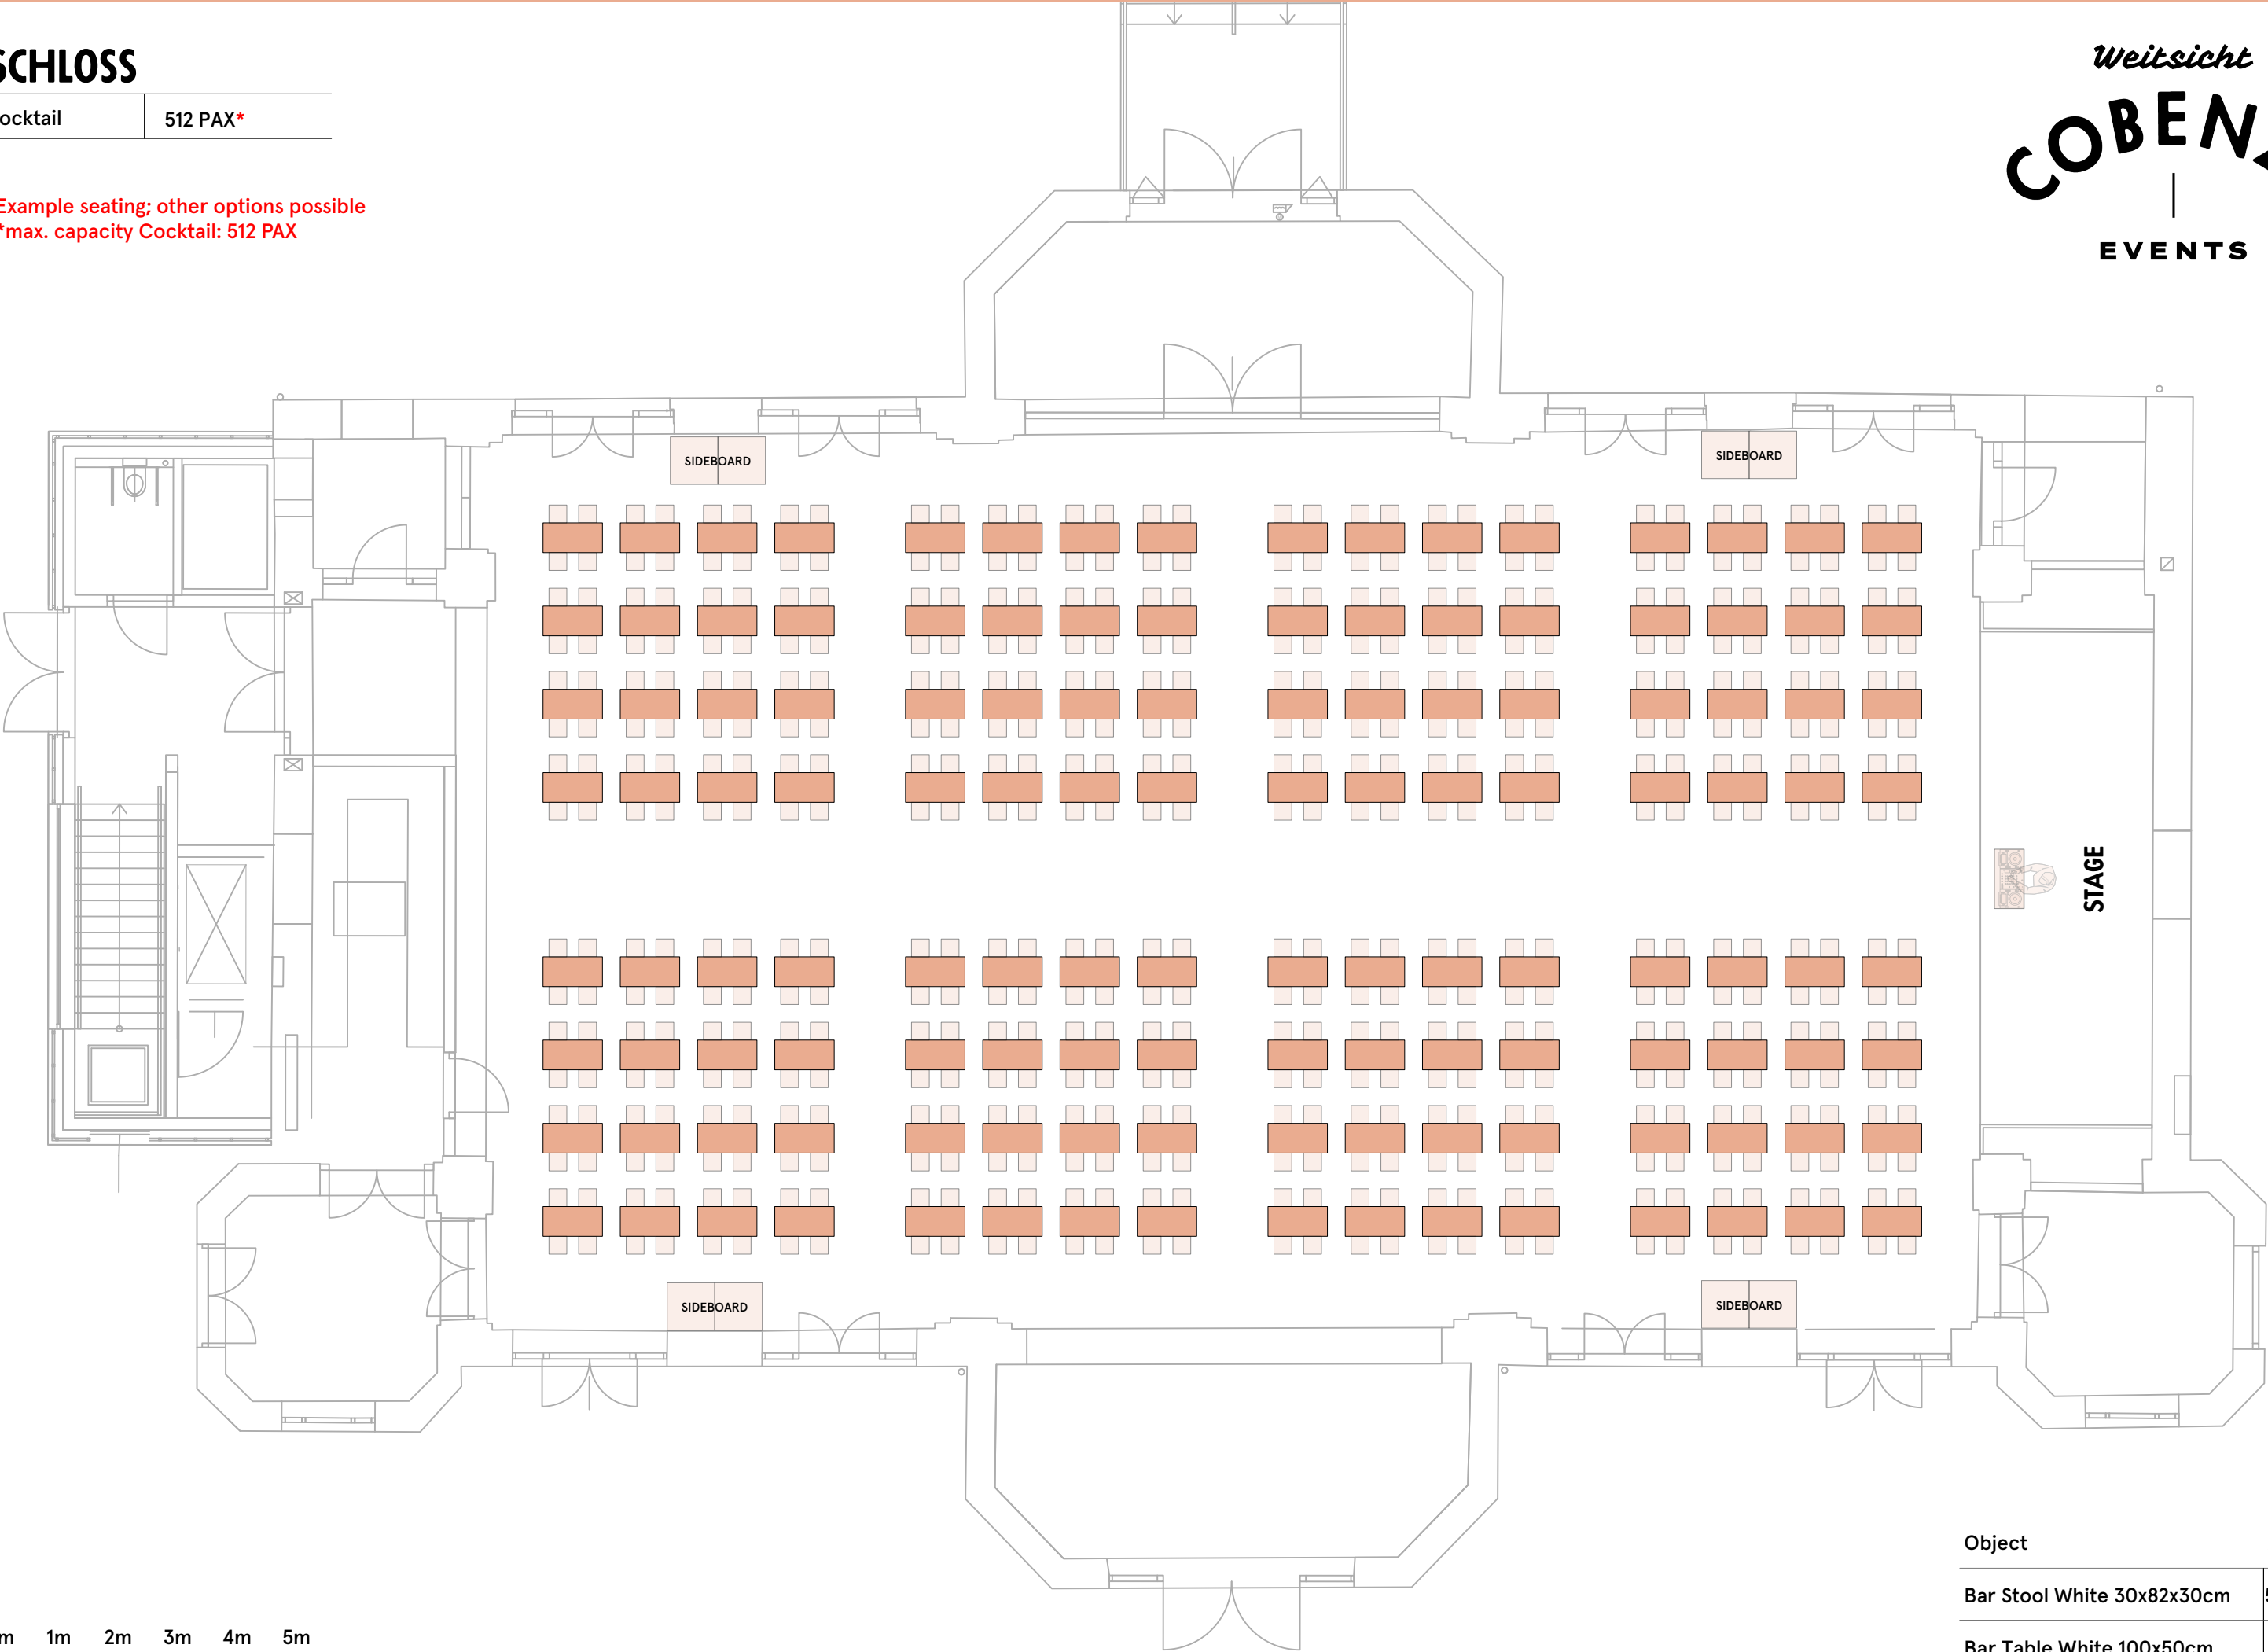 SCHLOSS
ocktail 512 PAX*
Example seating; other options possible
*max. capacity Cocktail: 512 PAX
Weitsicht
COBEN
EVENTS
SIDEBOARD SIDEBOARD
STAGE
SIDEBOARD SIDEBOARD
Object
Bar Stool White 30x82x30cm
Bar Table White 100x50cm
m 1m 2m 3m 4m 5m